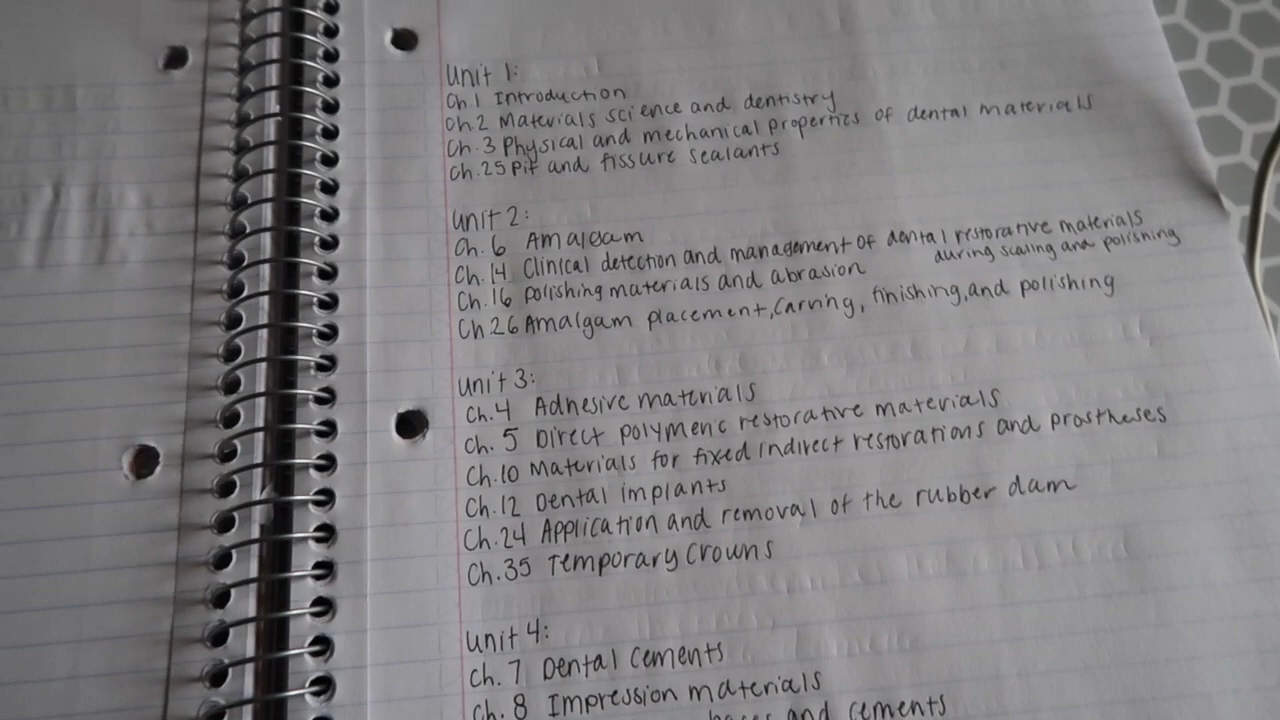 Unit 1:
Ch.1 Introduction
Ch.2 Materials science and dentistry
Ch.3 Physical and mechanical properties of dental materials
Ch.25 Pit and fissure sealants
Unit 2:
Ch.6 Amalgam
Ch.14 Clinical detection and management of dental restorative materials
during scaling and polishing
Ch.16 polishing materials and abrasion
Ch.26 Amalgam placement, carving, finishing, and polishing
Unit 3:
Ch.4 Adhesive materials
Ch.5 Direct polymeric restorative materials
Ch.10 Materials for fixed indirect restorations and prostheses
Ch.12 Dental implants
Ch.24 Application and removal of the rubber dam
Ch.35 Temporary Crowns
Unit 4:
Ch.7 Dental cements
Ch.8 Impression materials
bases and cements